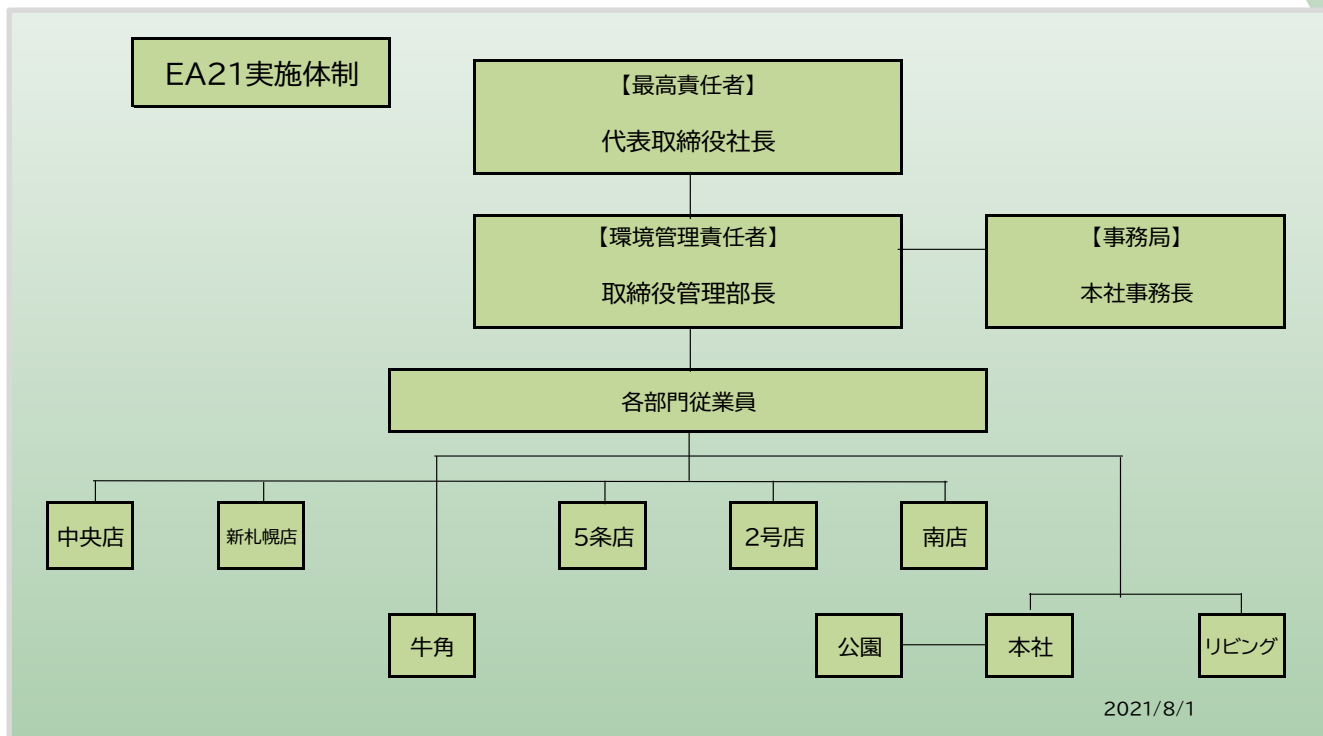 EA21実施体制
【最高責任者】
代表取締役社長
【環境管理責任者】
取締役管理部長
【事務局】
本社事務長
各部門従業員
中央店
新札幌店
5条店
2号店
南店
牛角
公園
本社
リビング
2021/8/1